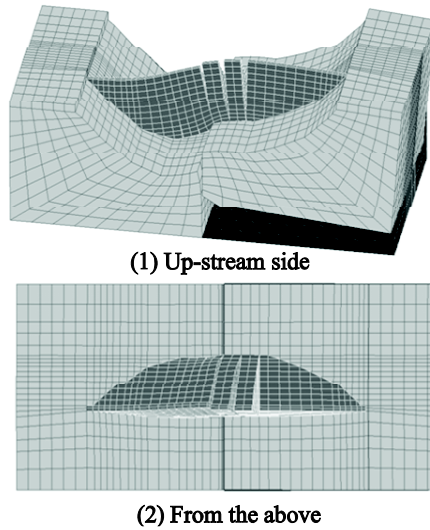 (1) Up-stream side
(2) From the above